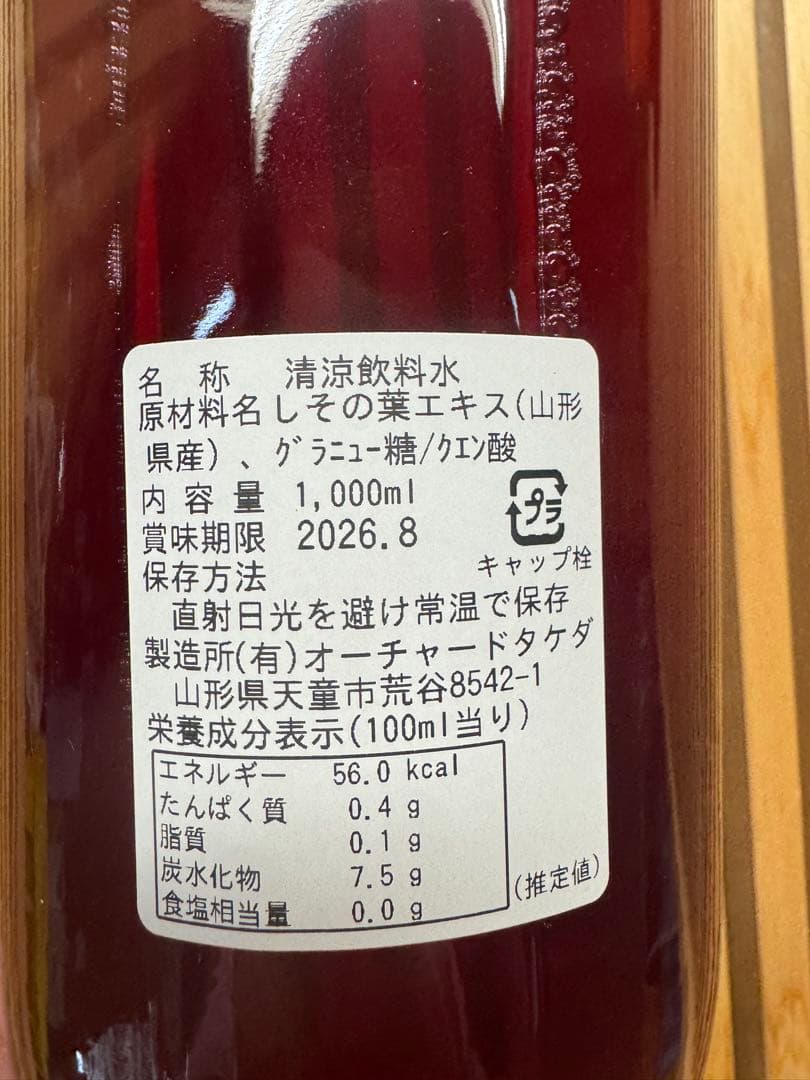 名 称 清涼飲料水
原材料名 しその葉エキス(山形
県産)、グラニュー糖/クエン酸
内 容 量 1,000ml
賞味期限 2026.8
プラ
キャップ栓
保存方法
直射日光を避け常温で保存
製造所(有)オーチャードタケダ
山形県天童市荒谷8542-1
栄養成分表示(100ml当り)
エネルギー 56.0 kcal
たんぱく質 0.4 g
脂質 0.1 g
炭水化物 7.5 g
食塩相当量 0.0 g
(推定値)